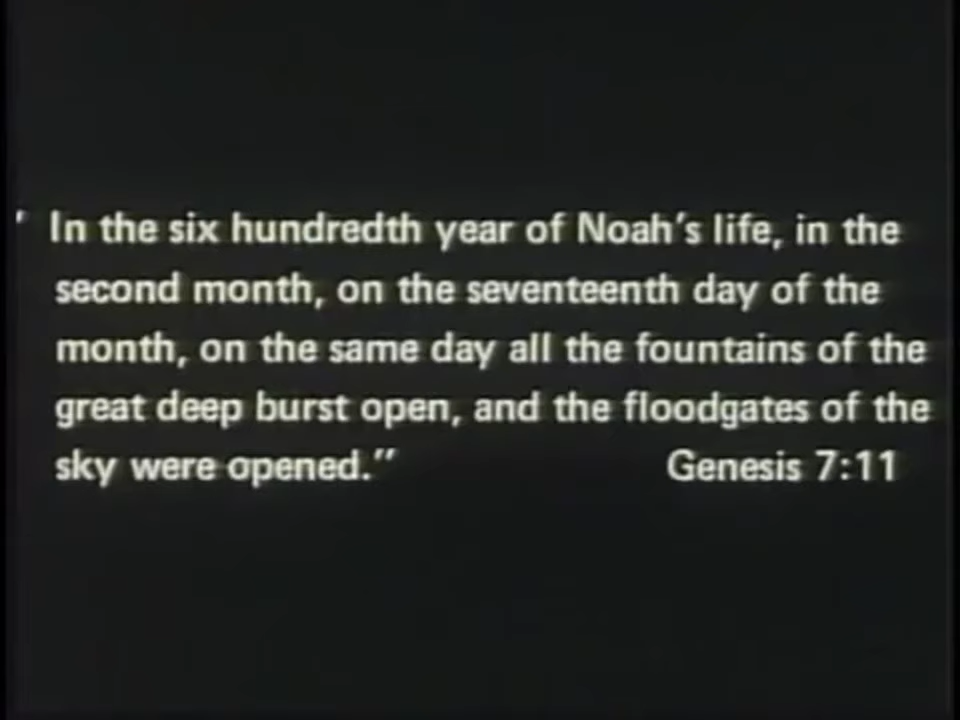 " In the six hundredth year of Noah's life, in the
second month, on the seventeenth day of the
month, on the same day all the fountains of the
great deep burst open, and the floodgates of the
sky were opened." Genesis 7:11